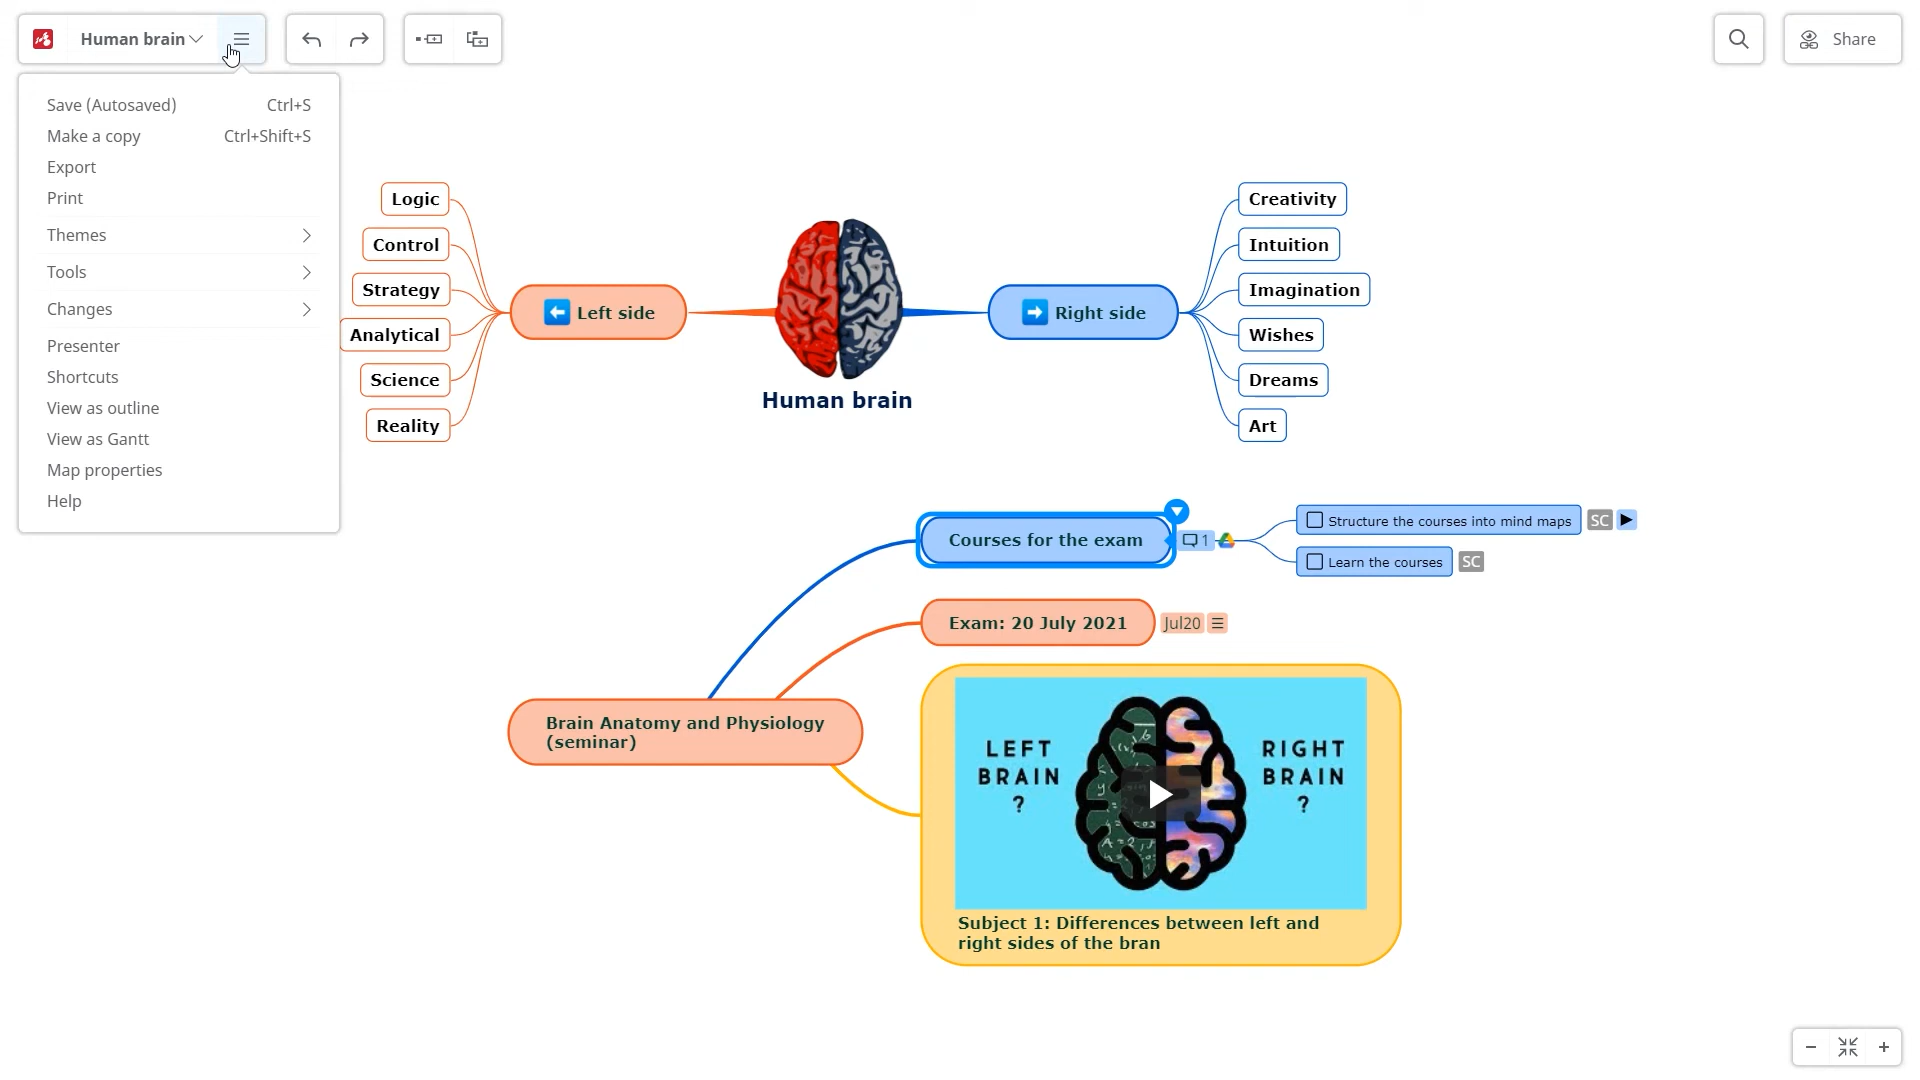 Human brain
Share
Save (Autosaved) Ctrl+S
Make a copy Ctrl+Shift+S
Export
Print
Themes
Tools
Changes
Presenter
Shortcuts
View as outline
View as Gantt
Map properties
Help
Logic
Control
Strategy
Analytical
Science
Reality
Left side
Human brain
Right side
Creativity
Intuition
Imagination
Wishes
Dreams
Art
Courses for the exam
1
Structure the courses into mind maps
SC
Learn the courses
SC
Exam: 20 July 2021
Jul20
Brain Anatomy and Physiology
(seminar)
LEFT
BRAIN
?
RIGHT
BRAIN
?
Subject 1: Differences between left and
right sides of the bran